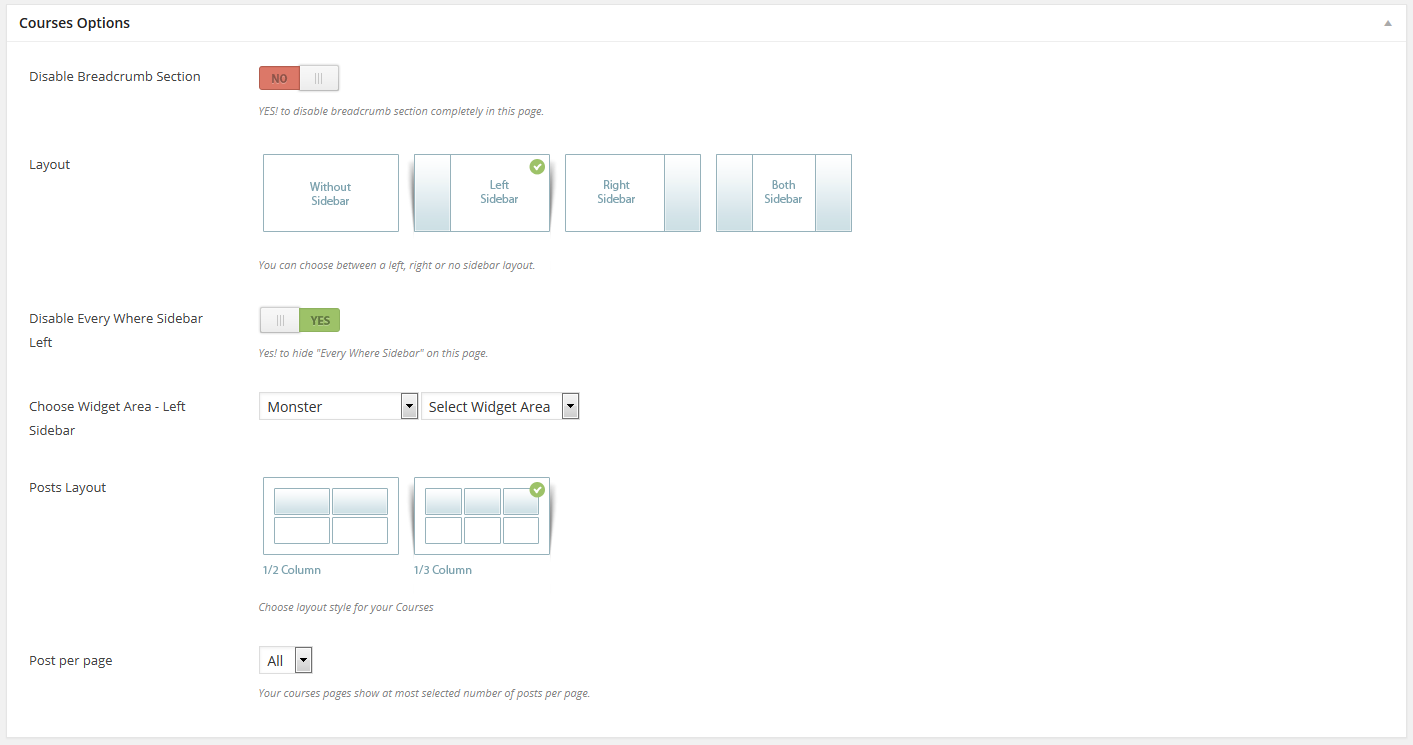 Courses Options
Disable Breadcrumb Section
NO
YES! to disable breadcrumb section completely in this page.
Layout
Without
Sidebar
Left
Sidebar
Right
Sidebar
Both
Sidebar
You can choose between a left, right or no sidebar layout.
Disable Every Where Sidebar
Left
YES
Yes! to hide "Every Where Sidebar" on this page.
Choose Widget Area - Left
Sidebar
Monster
Select Widget Area
Posts Layout
1/2 Column
1/3 Column
Choose layout style for your Courses
Post per page
All
Your courses pages show at most selected number of posts per page.